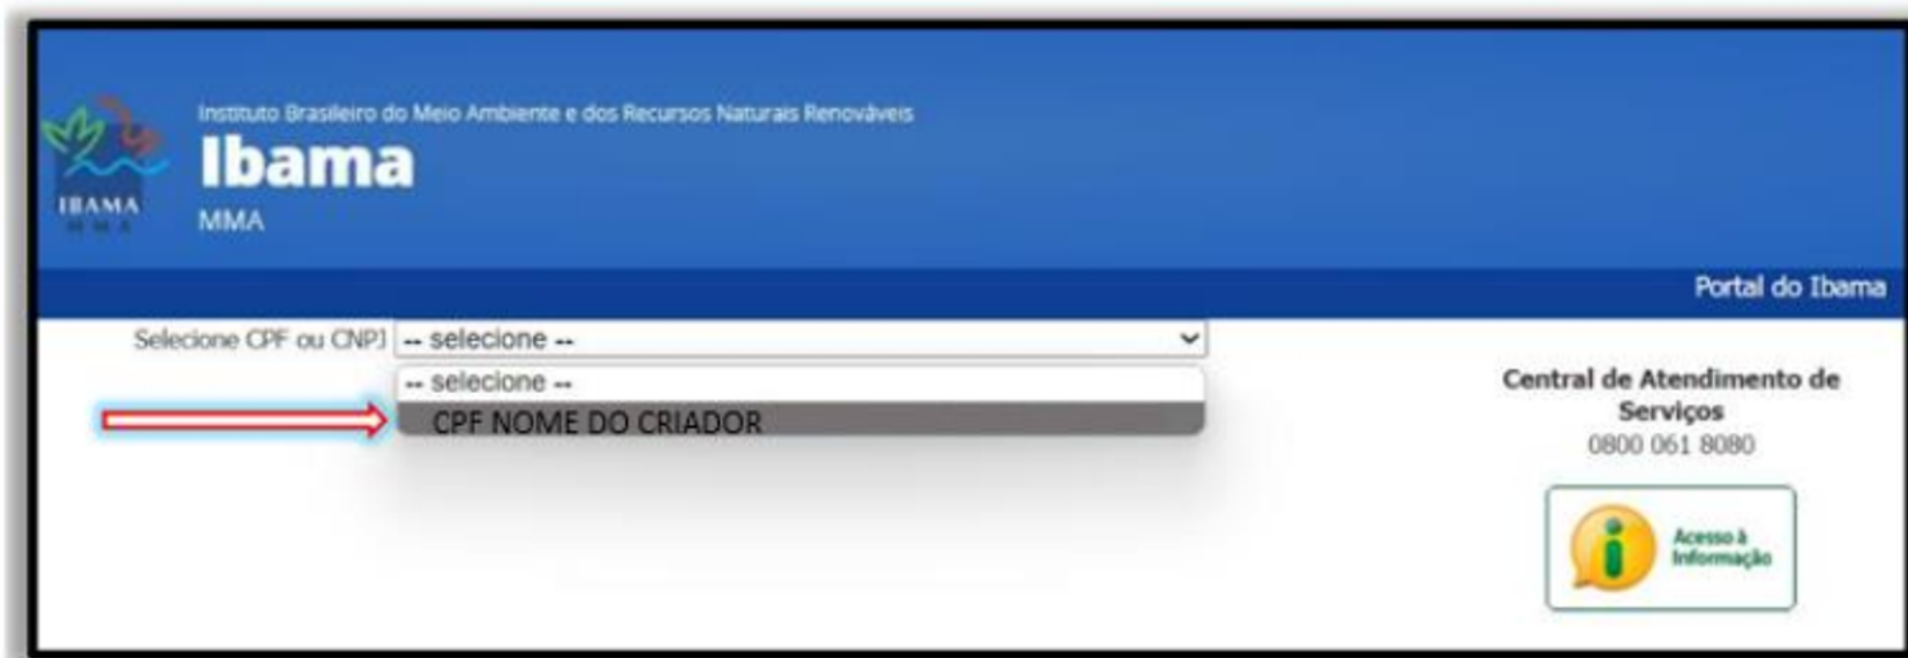 Instituto Brasileiro do Meio Ambiente e dos Recursos Naturais Renováveis
Ibama
MMA
IBAMA
M M A
Portal do Ibama
Selecione CPF ou CNPJ -- selecione --
-- selecione --
CPF NOME DO CRIADOR
Central de Atendimento de
Serviços
0800 061 8080
Acesso à
Informação